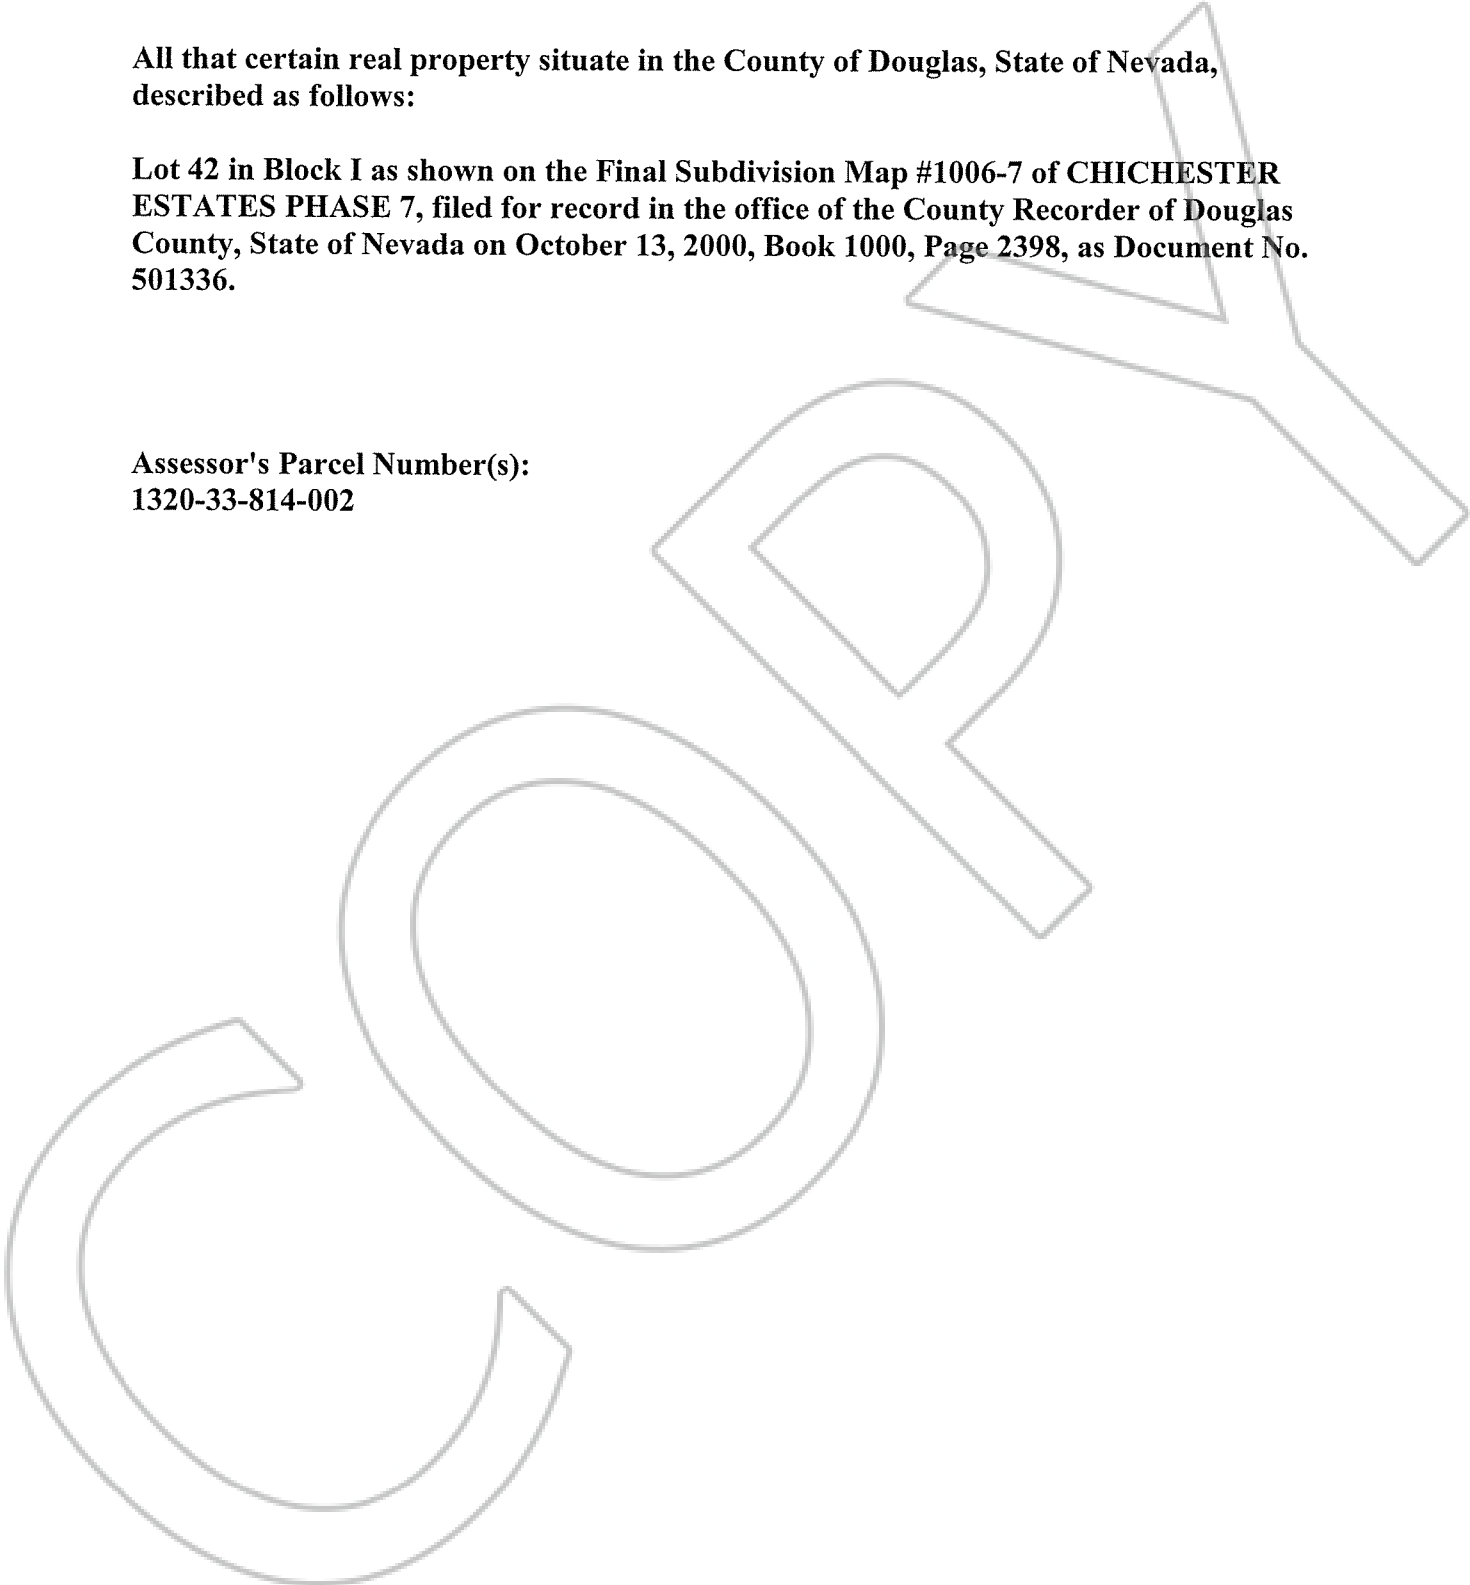 All that certain real property situate in the County of Douglas, State of Nevada,
described as follows:
Lot 42 in Block I as shown on the Final Subdivision Map #1006-7 of CHICHESTER
ESTATES PHASE 7, filed for record in the office of the County Recorder of Douglas
County, State of Nevada on October 13, 2000, Book 1000, Page 2398, as Document No.
501336.
Assessor's Parcel Number(s):
1320-33-814-002
COPY